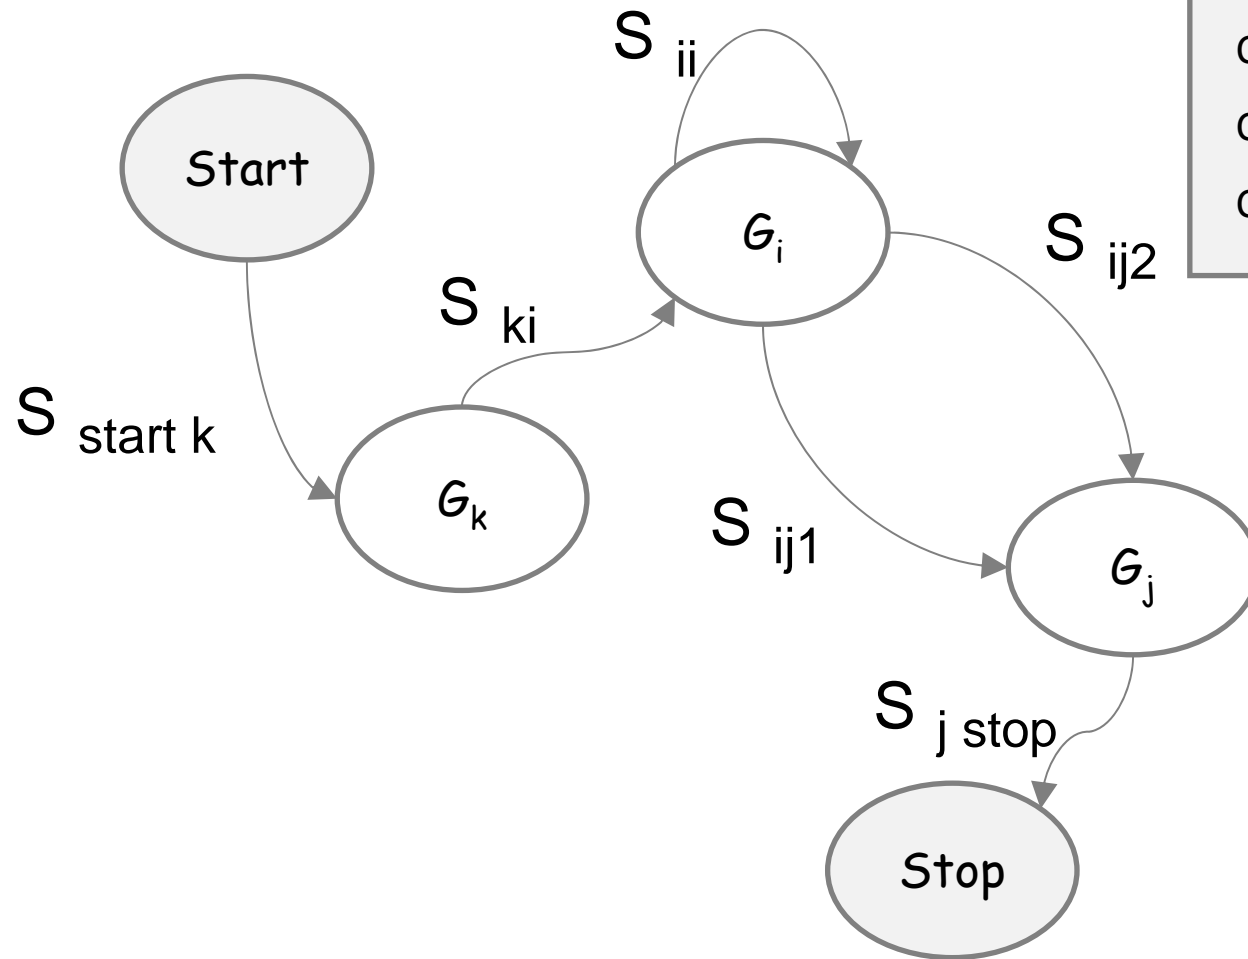 S ii
Start
G i
S ij2
S ki
S start k
G k
S ij1
G j
S j stop
Stop